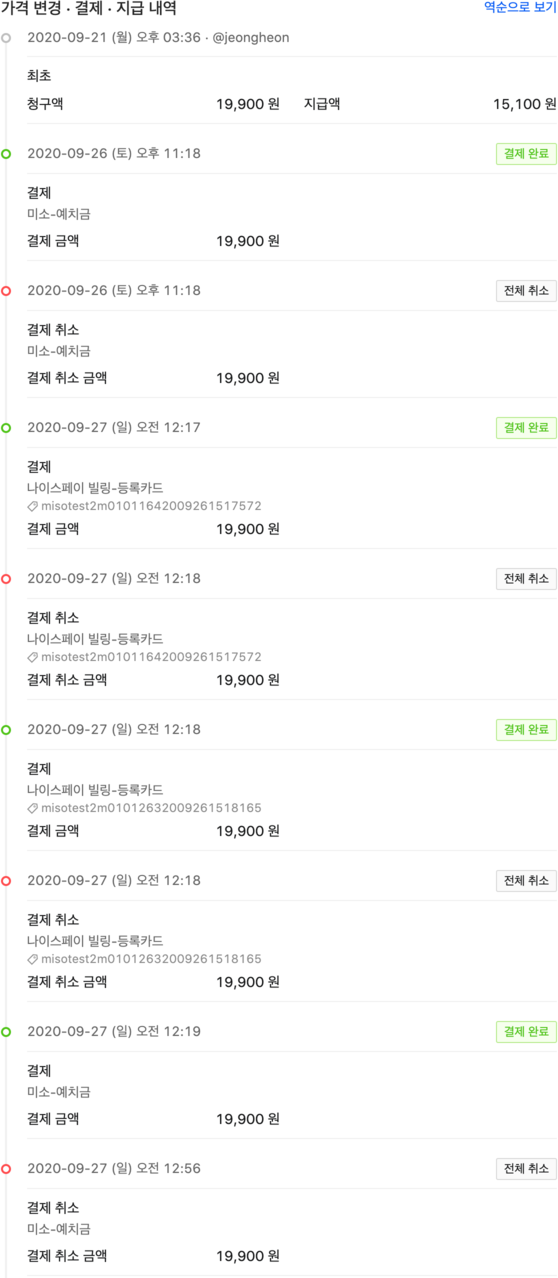 가격 변경 · 결제 · 지급 내역 역순으로 보기
2020-09-21 (월) 오후 03:36 · @jeongheon
최초
청구액 19,900 원 지급액 15,100 원
2020-09-26 (토) 오후 11:18 결제 완료
결제
미소-예치금
결제 금액 19,900 원
2020-09-26 (토) 오후 11:18 전체 취소
결제 취소
미소-예치금
결제 취소 금액 19,900 원
2020-09-27 (일) 오전 12:17 결제 완료
결제
나이스페이 빌링-등록카드
misotest2m01011642009261517572
결제 금액 19,900 원
2020-09-27 (일) 오전 12:18 전체 취소
결제 취소
나이스페이 빌링-등록카드
misotest2m01011642009261517572
결제 취소 금액 19,900 원
2020-09-27 (일) 오전 12:18 결제 완료
결제
나이스페이 빌링-등록카드
misotest2m01012632009261518165
결제 금액 19,900 원
2020-09-27 (일) 오전 12:18 전체 취소
결제 취소
나이스페이 빌링-등록카드
misotest2m01012632009261518165
결제 취소 금액 19,900 원
2020-09-27 (일) 오전 12:19 결제 완료
결제
미소-예치금
결제 금액 19,900 원
2020-09-27 (일) 오전 12:56 전체 취소
결제 취소
미소-예치금
결제 취소 금액 19,900 원